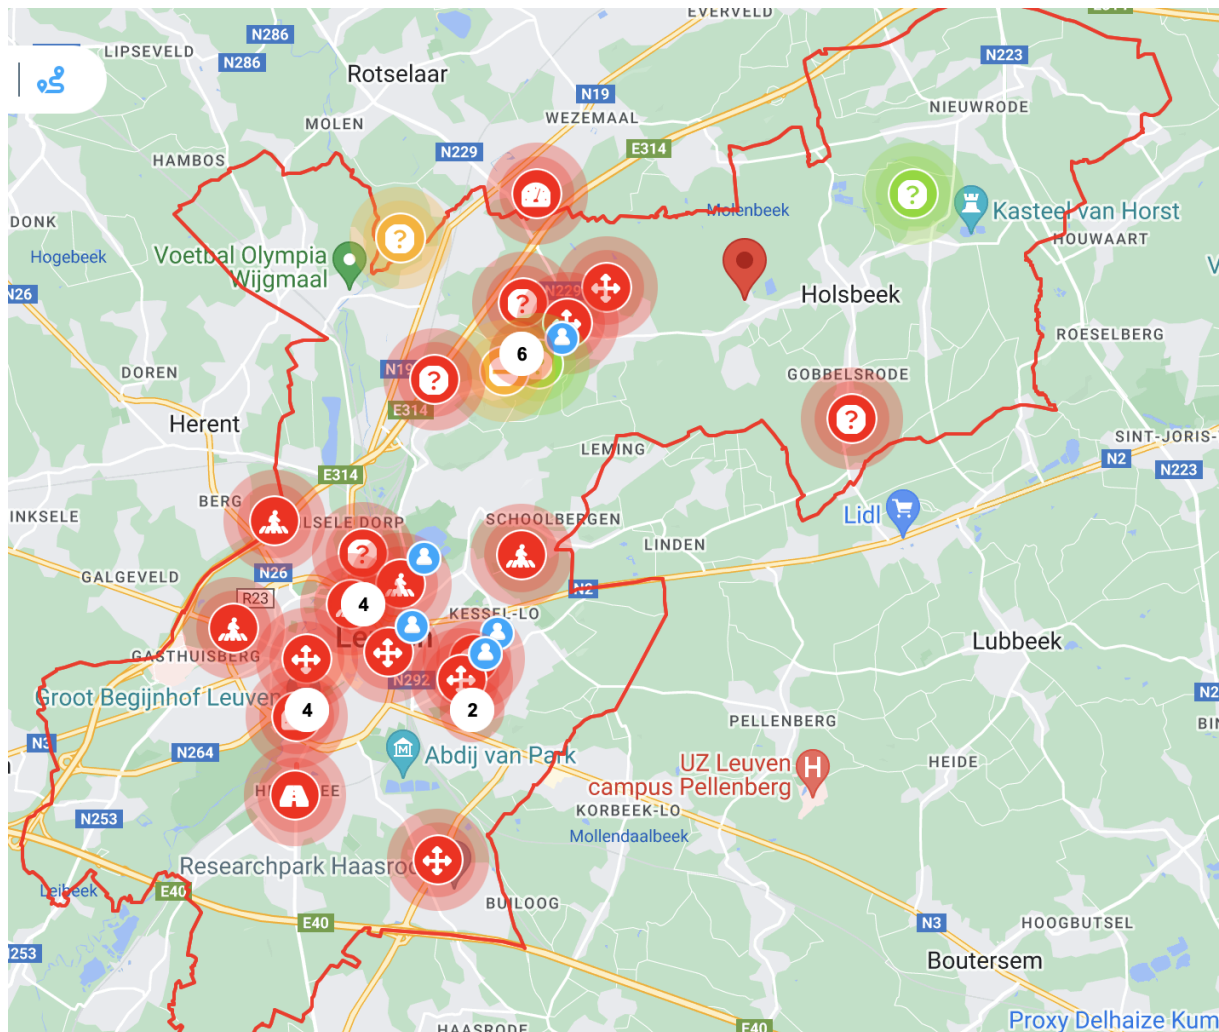 EVERVELD
LIPSEVELD
N286
N286
N223
Rotselaar
N19
NIEUWRODE
WEZEMAAL
MOLEN
N229
E314
HAMBOS
?
Kasteel van Horst
Molenbeek
DONK
?
HOUWAART
Voetbal Olympia
Wijgmaal
Hogebeek
N26
N229
?
Holsbeek
ROESELBERG
6
DOREN
?
GOBBELSRODE
E314
Herent
?
SINT-JORIS-
LEMING
N2
N223
E314
BERG
Lidl
SCHOOLBERGEN
LSELE DORP
?
LINDEN
GALGEVELD
N26
N2
R23
4
KESSEL-LO
Lubbeek
GASTHUISBERG
N292
Groot Begijnhof Leuven
4
2
PELLENBERG
N3
N264
Abdij van Park
UZ Leuven
campus Pellenberg
H
HEIDE
KORBEEK-LO
N253
Mollendaalbeek
Researchpark Haasro
Leibeek
E40
BUILOOG
E40
N3
HOOGBUTSEL
Boutersem
HAASRODE
E40
Proxy Delhaize Kum